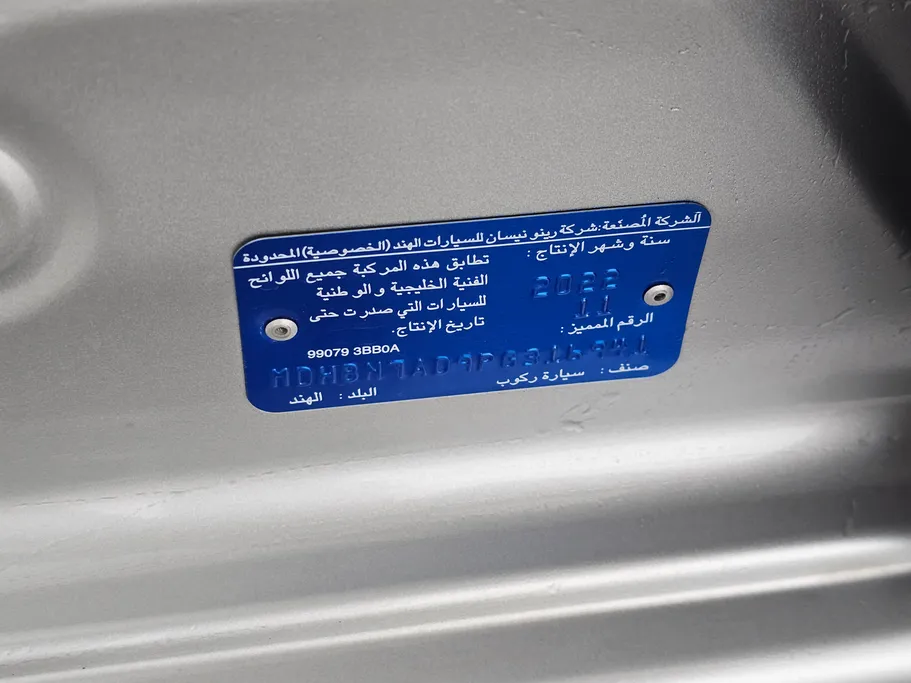 الشركة المصنعة: شركة رينو نيسان للسيارات الهند (الخصوصية) المحدودة
سنة وشهر الإنتاج :
2022
11
تطابق هذه المركبة جميع اللوائح
الفنية الخليجية والوطنية
للسيارات التي صدرت حتى
تاريخ الإنتاج.
الرقم المميز :
99079 3BB0A
MDHBN7AD9PG316941
صنف : سيارة ركوب
البلد : الهند